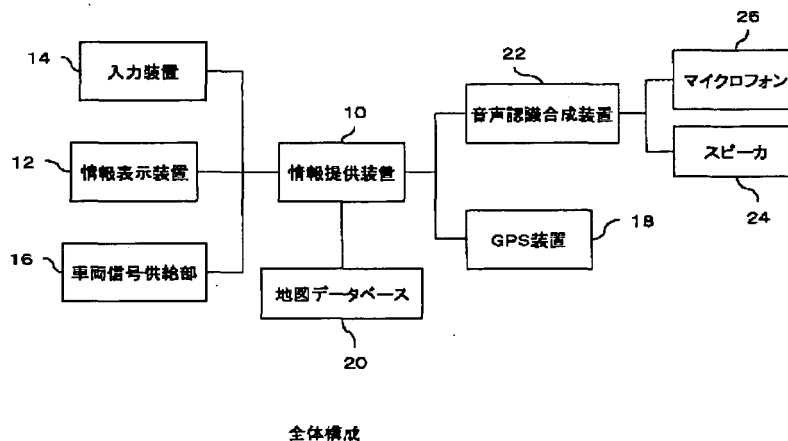 14
入力装置
12
情報表示装置
16
車両信号供給部
10
情報提供装置
地図データベース
20
22
音声認識合成装置
GPS装置
18
26
マイクロフォン
スピーカ
24
全体構成